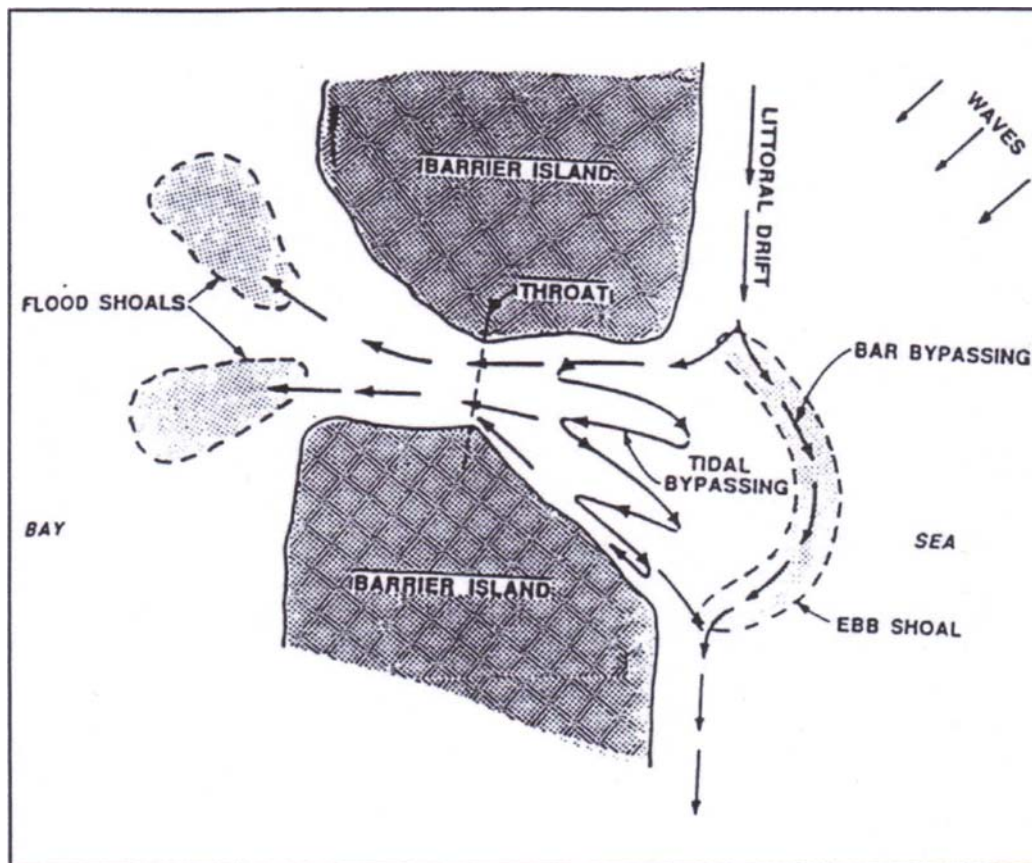 WAVES
LITTORAL DRIFT
BARRIER ISLAND
THROAT
FLOOD SHOALS
BAR BYPASSING
TIDAL
BYPASSING
BAY
SEA
BARRIER ISLAND
EBB SHOAL